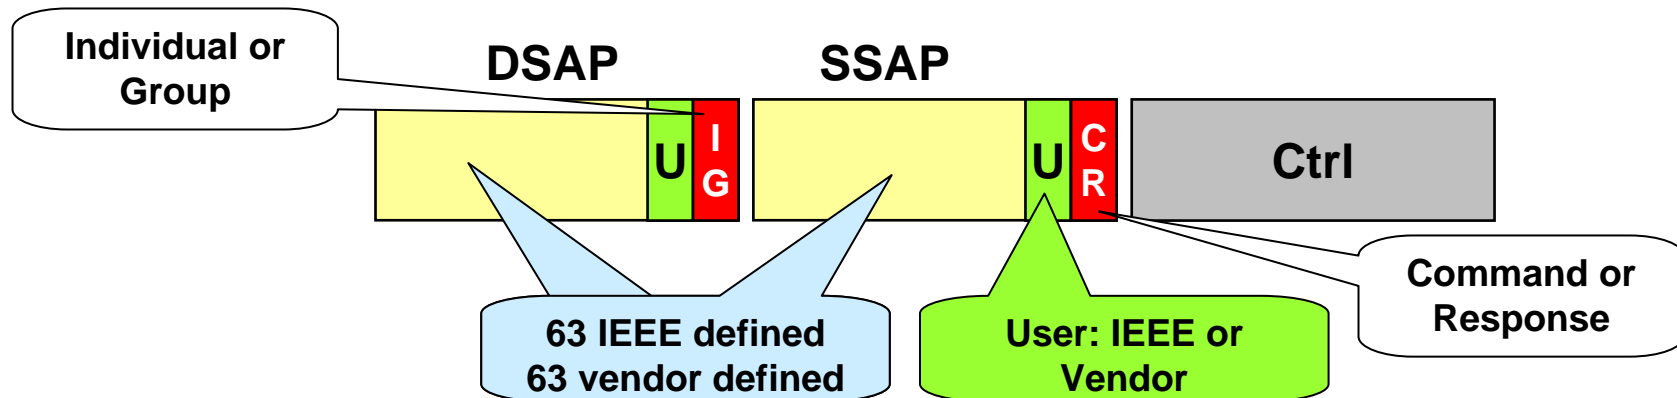 Individual or
Group
DSAP
SSAP
U
I
G
U
C
R
Ctrl
63 IEEE defined
63 vendor defined
User: IEEE or
Vendor
Command or
Response